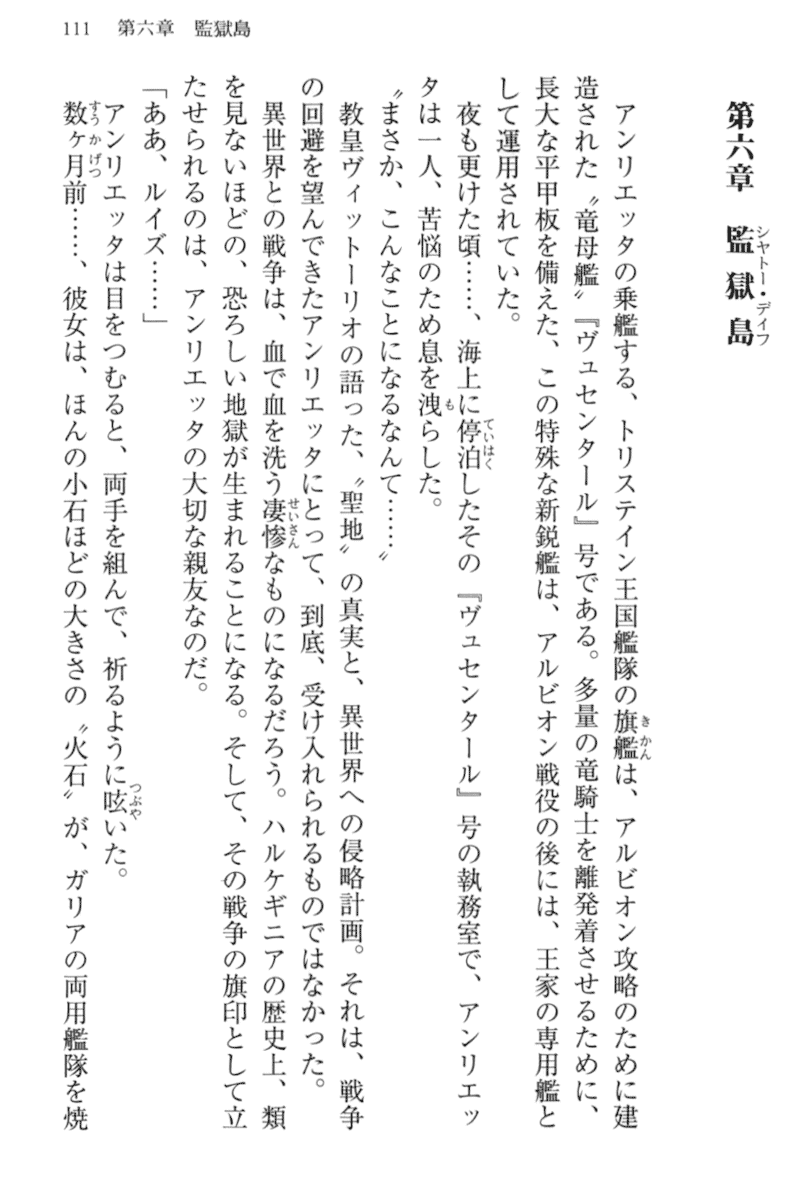 111　第六章　監獄島
第六章　監獄島
シャトー・ディフ
アンリエッタの乗艦する、トリステイン王国艦隊の旗艦は、アルビオン攻略のために建
きかん
造された〝竜母艦〟『ヴュセンタール』号である。多量の竜騎士を離発着させるために、
長大な平甲板を備えた、この特殊な新鋭艦は、アルビオン戦役の後には、王家の専用艦と
して運用されていた。
夜も更けた頃……、海上に停泊したその『ヴュセンタール』号の執務室で、アンリエッ
ていはく
タは一人、苦悩のため息を洩らした。
も
〝まさか、こんなことになるなんて……〟
教皇ヴィットーリオの語った、〝聖地〟の真実と、異世界への侵略計画。それは、戦争
の回避を望んできたアンリエッタにとって、到底、受け入れられるものではなかった。
異世界との戦争は、血で血を洗う凄惨なものになるだろう。ハルケギニアの歴史上、類
せいさん
を見ないほどの、恐ろしい地獄が生まれることになる。そして、その戦争の旗印として立
たせられるのは、アンリエッタの大切な親友なのだ。
「ああ、ルイズ……」
アンリエッタは目をつむると、両手を組んで、祈るように呟いた。
つぶや
数ヶ月前……、彼女は、ほんの小石ほどの大きさの〝火石〟が、ガリアの両用艦隊を焼
すうかげつ